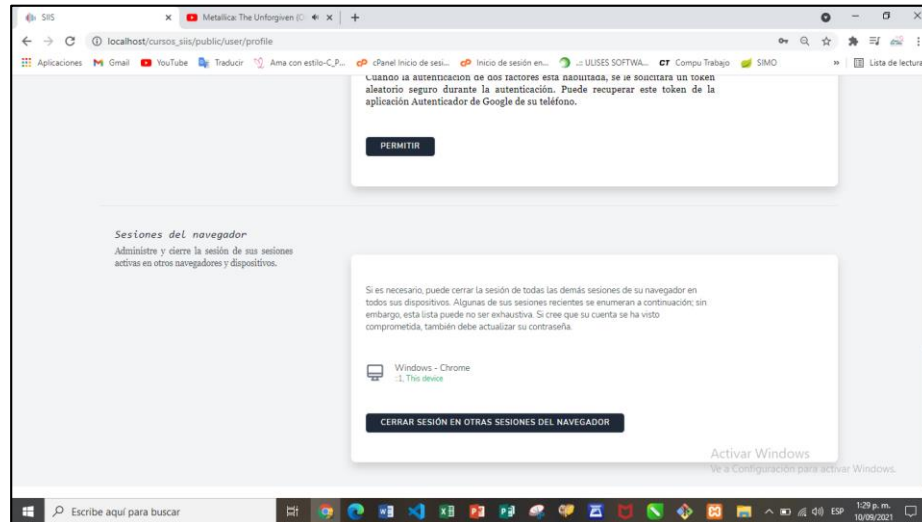 SIIS
Metallica: The Unforgiven (O
localhost/cursos_siis/public/user/profile
Aplicaciones
Gmail
YouTube
Traducir
Ama con estilo-C_P...
Inicio de sesi...
Inicio de sesión en...
..:: ULISES SOFTWA...
CT Compu Trabajo
SIMO
»
Lista de lectura
Cuando la autenticación de dos factores está habilitada, se le solicitará un token
aleatorio seguro durante la autenticación. Puede recuperar este token de la
aplicación Autenticador de Google de su teléfono.
PERMITIR
Sesiones del navegador
Administre y cierre la sesión de sus sesiones
activas en otros navegadores y dispositivos.
Si es necesario, puede cerrar la sesión de todas las demás sesiones de su navegador en
todos sus dispositivos. Algunas de sus sesiones recientes se enumeran a continuación; sin
embargo, esta lista puede no ser exhaustiva. Si cree que su cuenta se ha visto
comprometida, también debe actualizar su contraseña.
Windows - Chrome
::1, This device
CERRAR SESIÓN EN OTRAS SESIONES DEL NAVEGADOR
Activar Windows
Ve a Configuración para activar Windows.
Escribe aquí para buscar
ESP
1:29 p. m.
10/09/2021